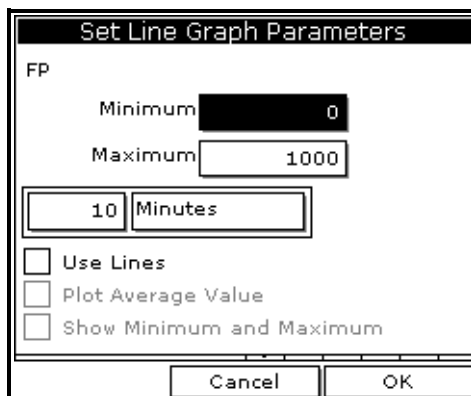 Set Line Graph Parameters
FP
Minimum 0
Maximum 1000
10 Minutes
Use Lines
Plot Average Value
Show Minimum and Maximum
Cancel OK